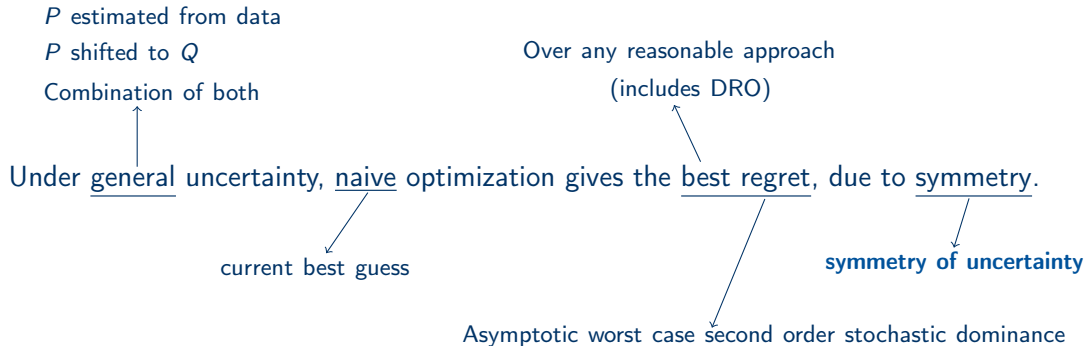 P estimated from data
P shifted to Q
Combination of both
Over any reasonable approach
(includes DRO)
Under general uncertainty, naive optimization gives the best regret, due to symmetry.
current best guess
symmetry of uncertainty
Asymptotic worst case second order stochastic dominance